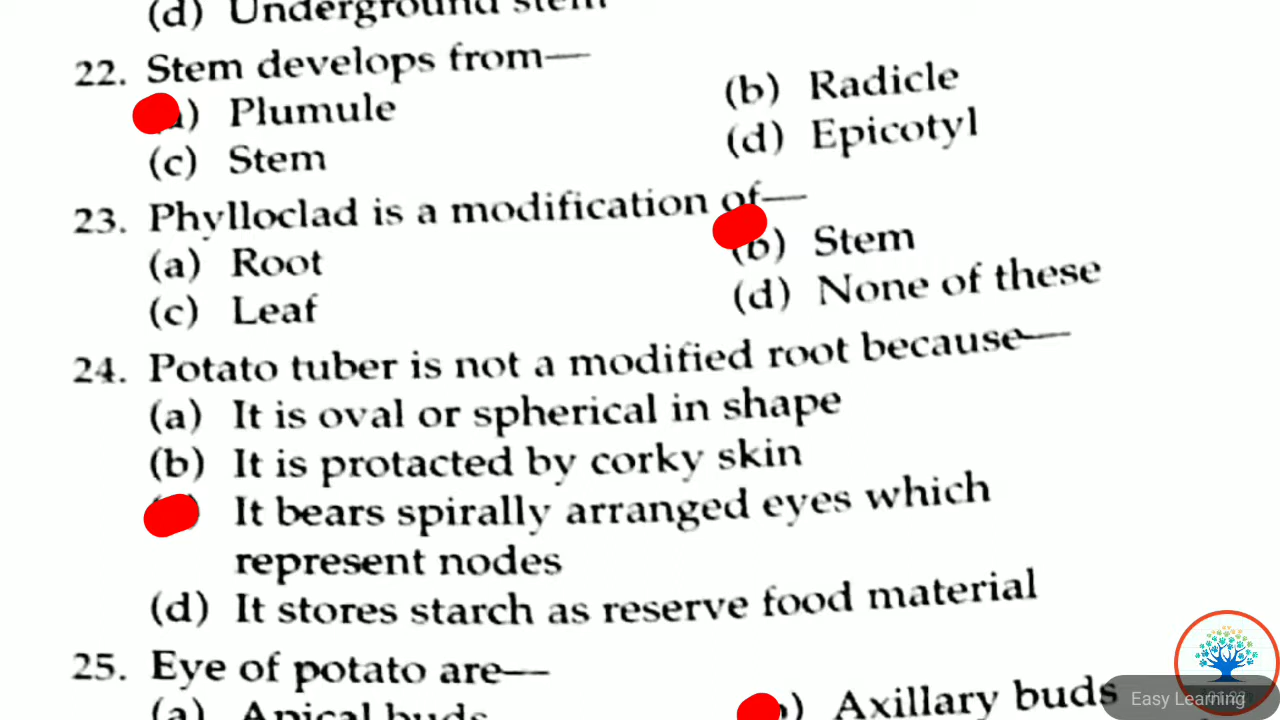 (d) Underground stem
22. Stem develops from—
a) Plumule (b) Radicle
(c) Stem (d) Epicotyl
23. Phylloclad is a modification of—
(a) Root (b) Stem
(c) Leaf (d) None of these
24. Potato tuber is not a modified root because—
(a) It is oval or spherical in shape
(b) It is protacted by corky skin
It bears spirally arranged eyes which
represent nodes
(d) It stores starch as reserve food material
25. Eye of potato are—
(a) Apical buds b) Axillary buds
Easy Learning